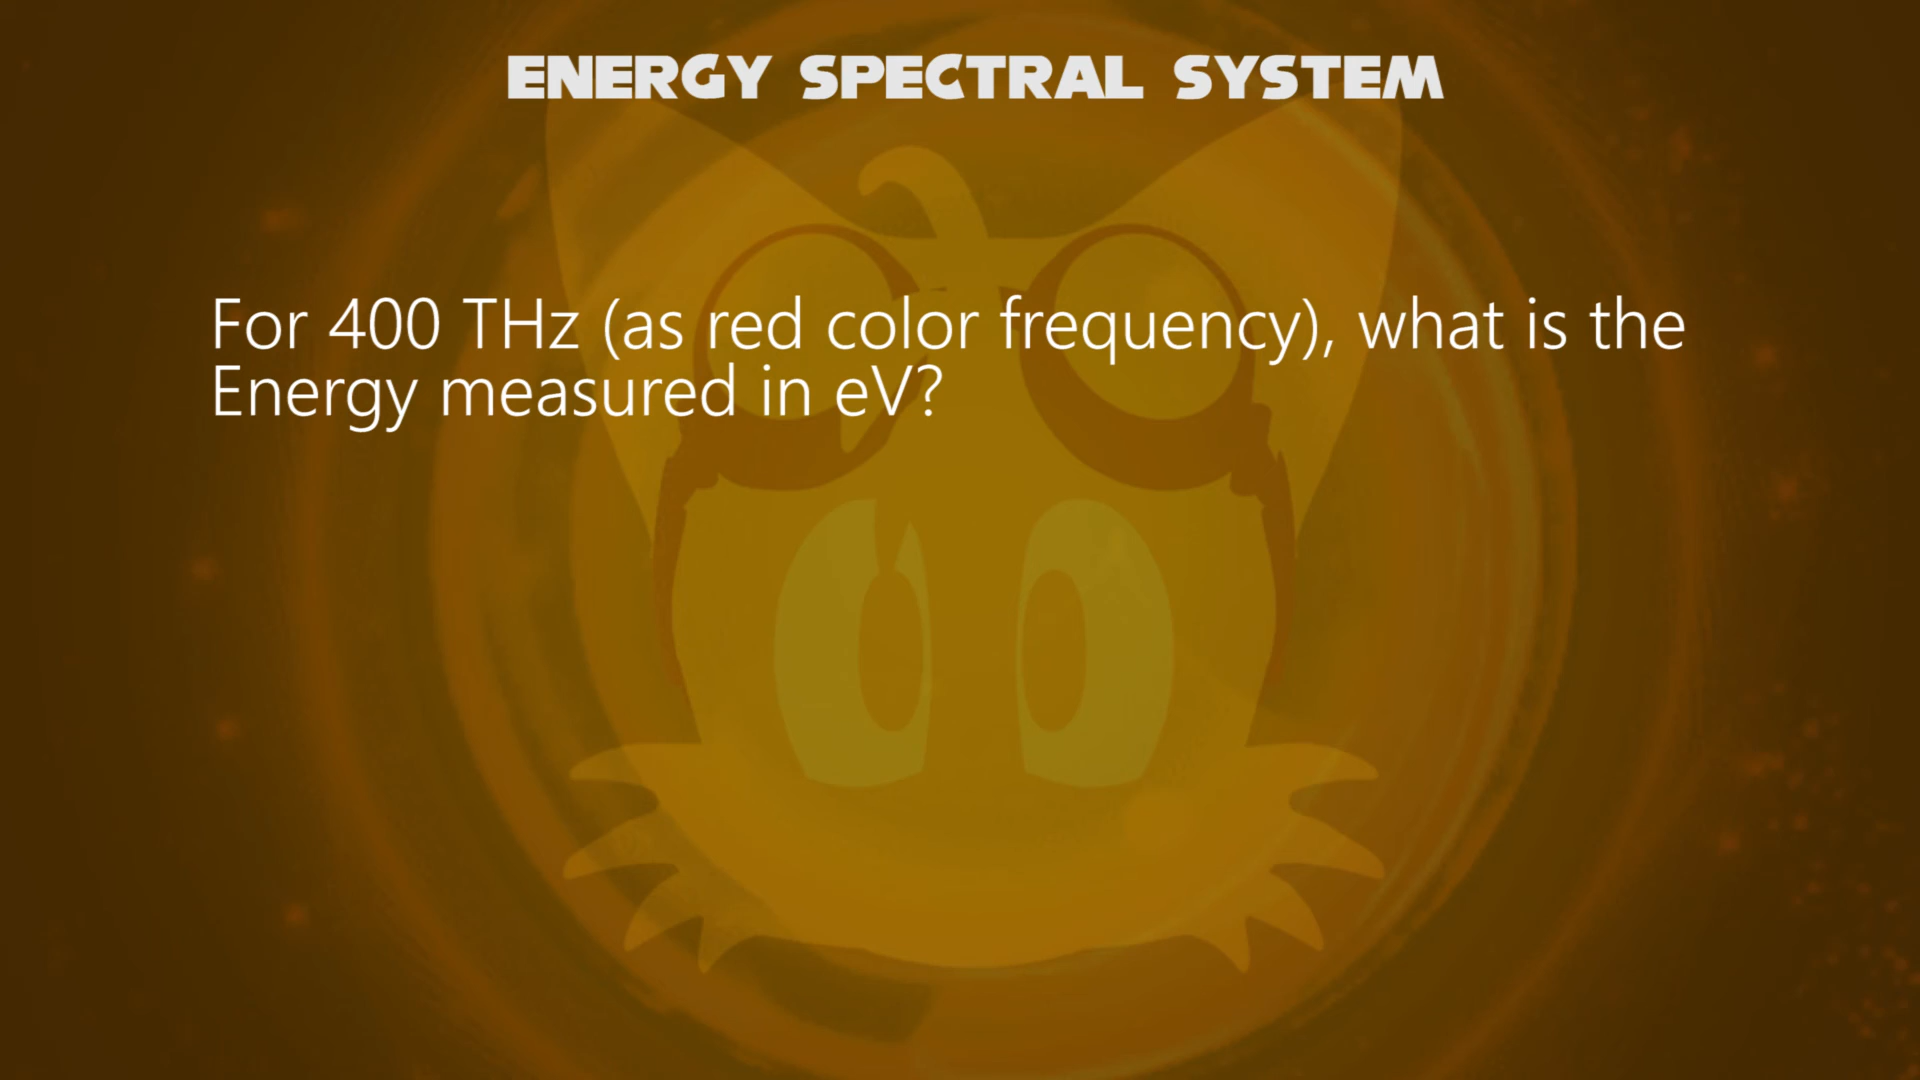 ENERGY SPECTRAL SYSTEM
For 400 THz (as red color frequency), what is the
Energy measured in eV?